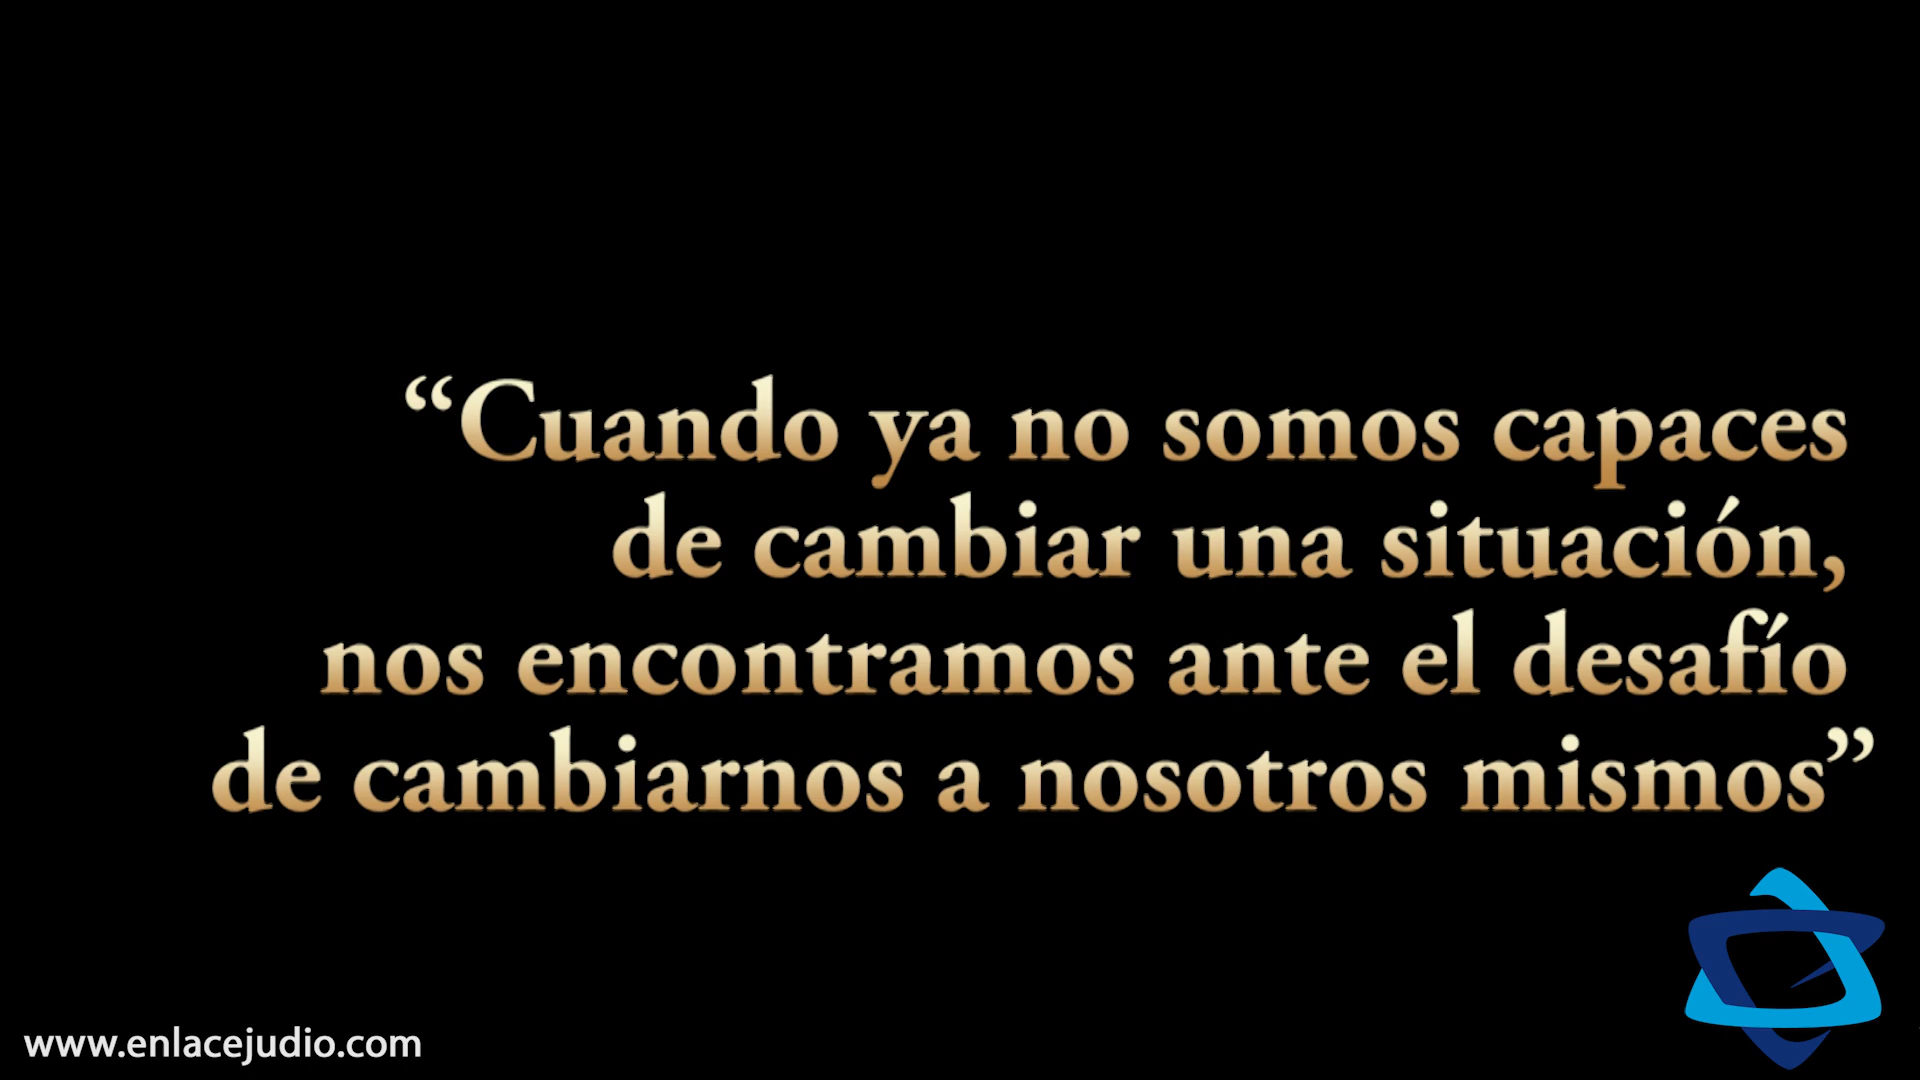 “Cuando ya no somos capaces
de cambiar una situación,
nos encontramos ante el desafío
de cambiarnos a nosotros mismos”
www.enlacejudio.com